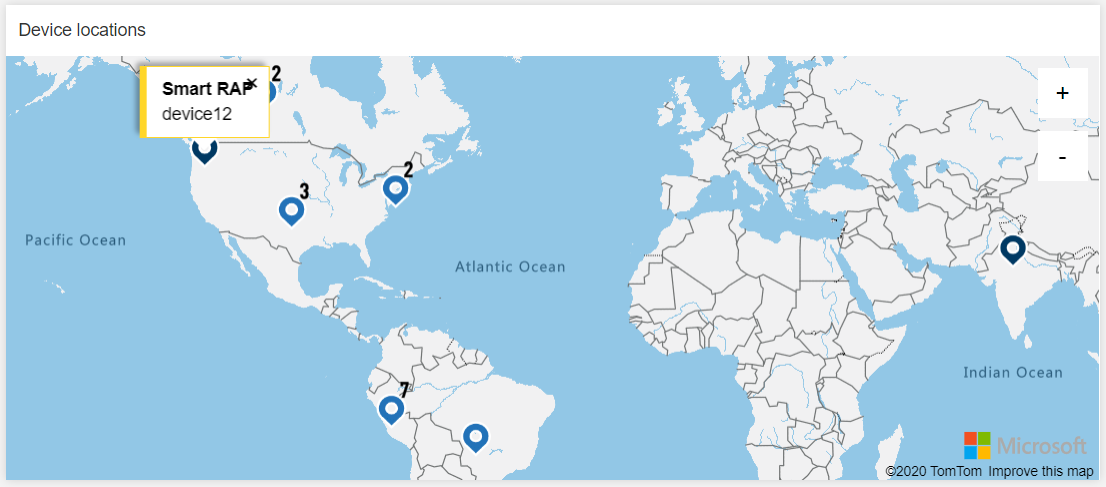 Device locations
Smart RAP ×
device12
2
2
3
+
-
Pacific Ocean
Atlantic Ocean
Indian Ocean
7
Microsoft
©2020 TomTom Improve this map